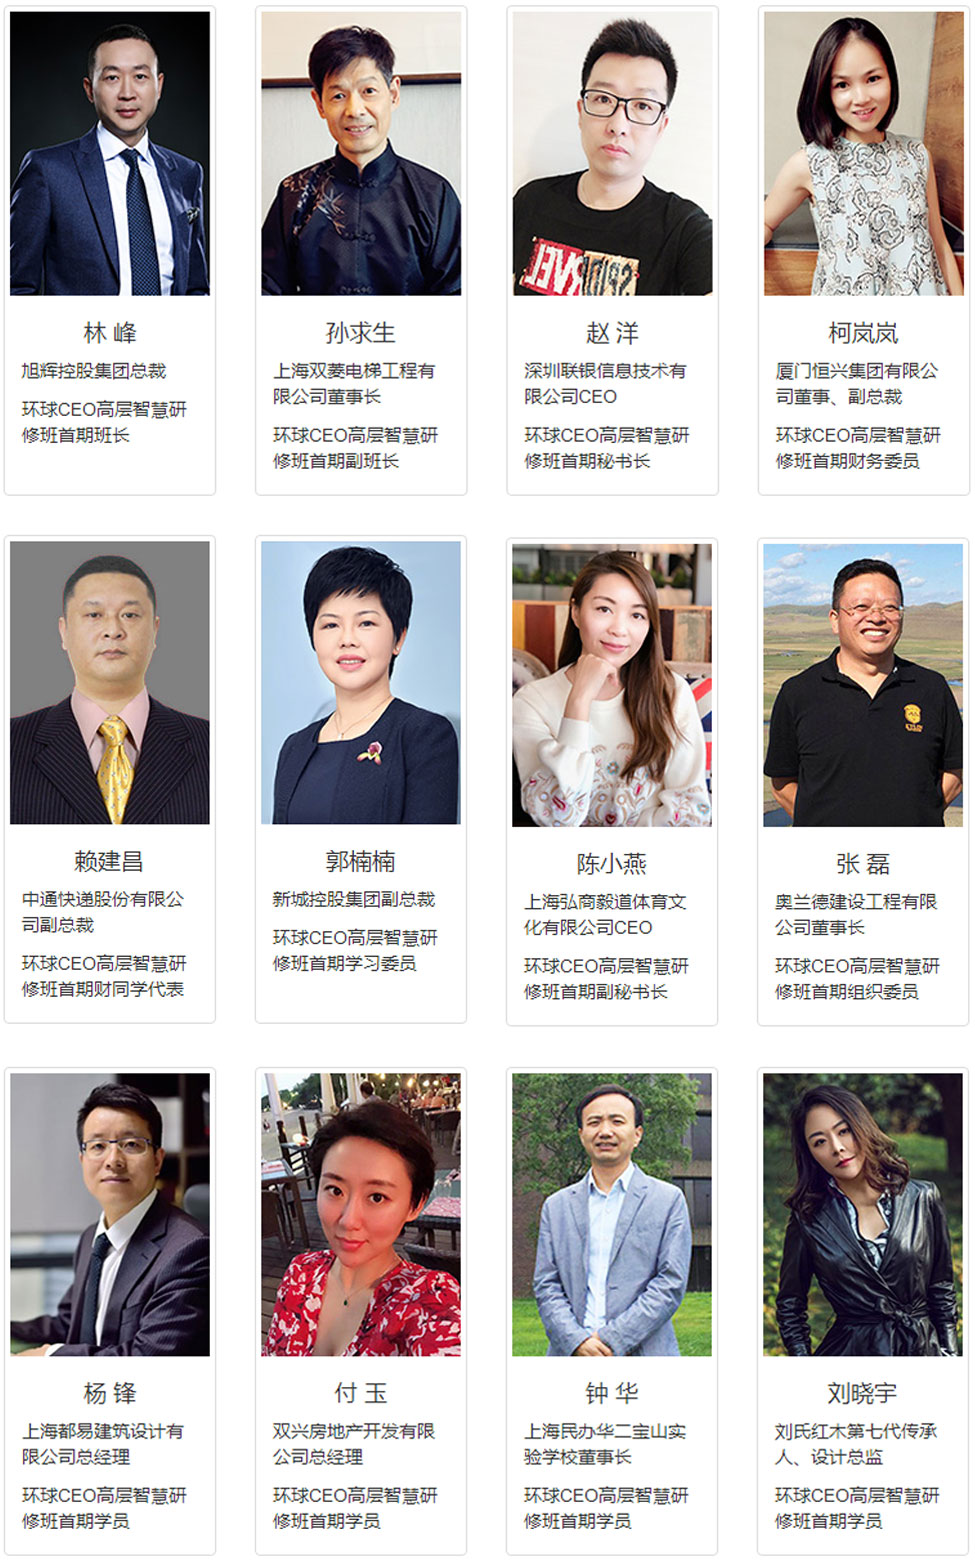 林 峰
旭辉控股集团总裁
环球CEO高层智慧研
修班首期班长
孙求生
上海双菱电梯工程有
限公司董事长
环球CEO高层智慧研
修班首期副班长
赵 洋
深圳联银信息技术有
限公司CEO
环球CEO高层智慧研
修班首期秘书长
柯岚岚
厦门恒兴集团有限公
司董事、副总裁
环球CEO高层智慧研
修班首期财务委员
赖建昌
中通快递股份有限公
司副总裁
环球CEO高层智慧研
修班首期财同学代表
郭楠楠
新城控股集团副总裁
环球CEO高层智慧研
修班首期学习委员
陈小燕
上海弘商毅道体育文
化有限公司CEO
环球CEO高层智慧研
修班首期副秘书长
张 磊
奥兰德建设工程有限
公司董事长
环球CEO高层智慧研
修班首期组织委员
杨 锋
上海都易建筑设计有
限公司总经理
环球CEO高层智慧研
修班首期学员
付 玉
双兴房地产开发有限
公司总经理
环球CEO高层智慧研
修班首期学员
钟 华
上海民办华二宝山实
验学校董事长
环球CEO高层智慧研
修班首期学员
刘晓宇
刘氏红木第七代传承
人、设计总监
环球CEO高层智慧研
修班首期学员